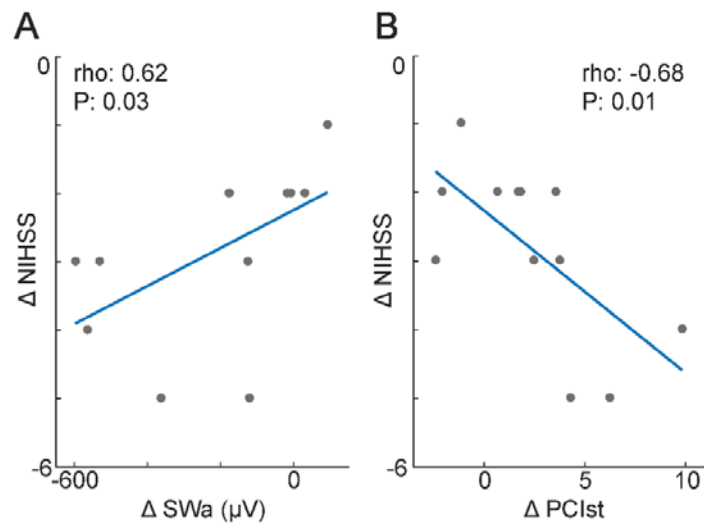 A
rho: 0.62
P: 0.03
0
-6
Δ NIHSS
-600
0
Δ SWa (µV)
B
rho: -0.68
P: 0.01
0
-6
Δ NIHSS
0
5
10
Δ PCIst